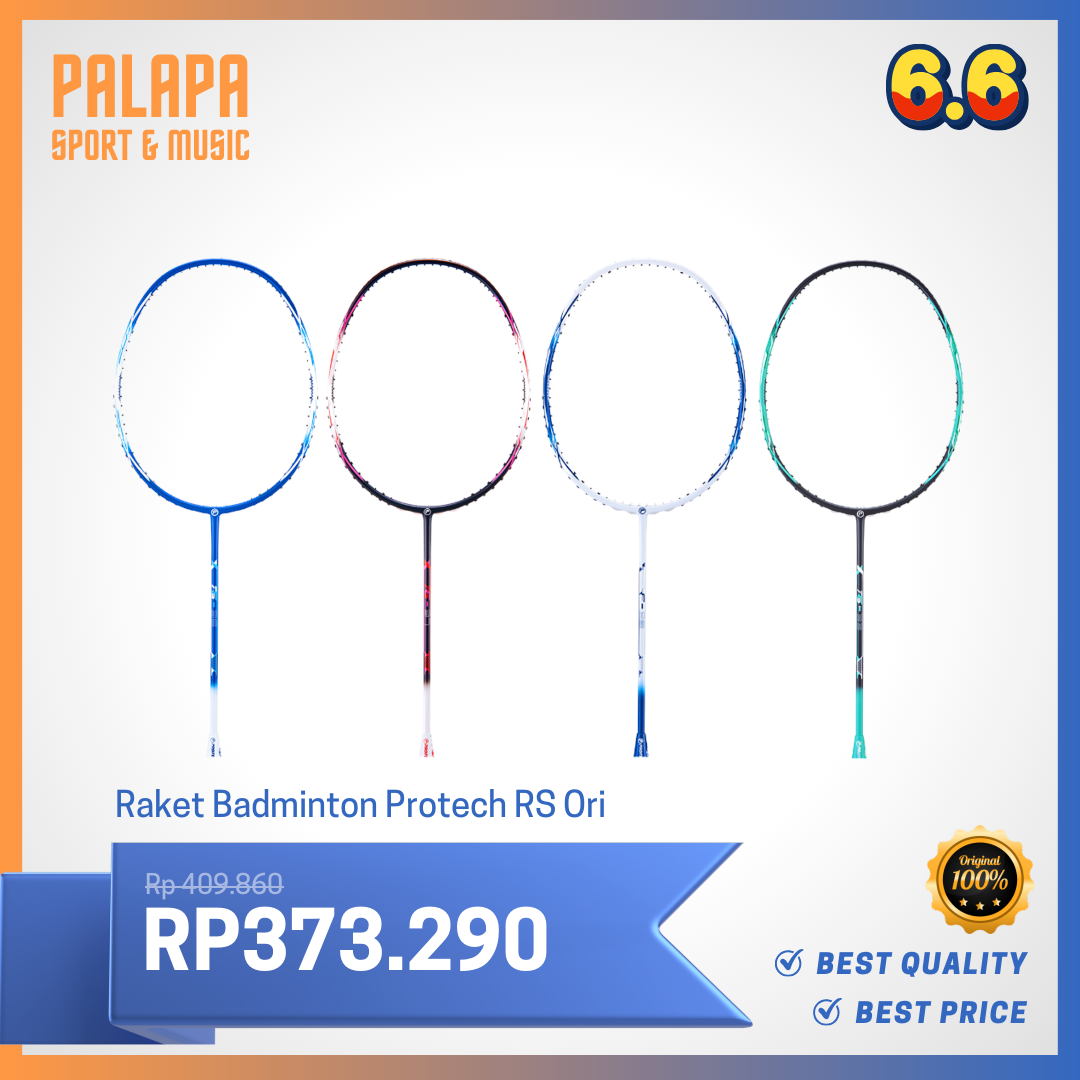 PALAPA
SPORT & MUSIC
6.6
Raket Badminton Protech RS Ori
Rp 409.860
RP373.290
Original
100%
BEST QUALITY
BEST PRICE